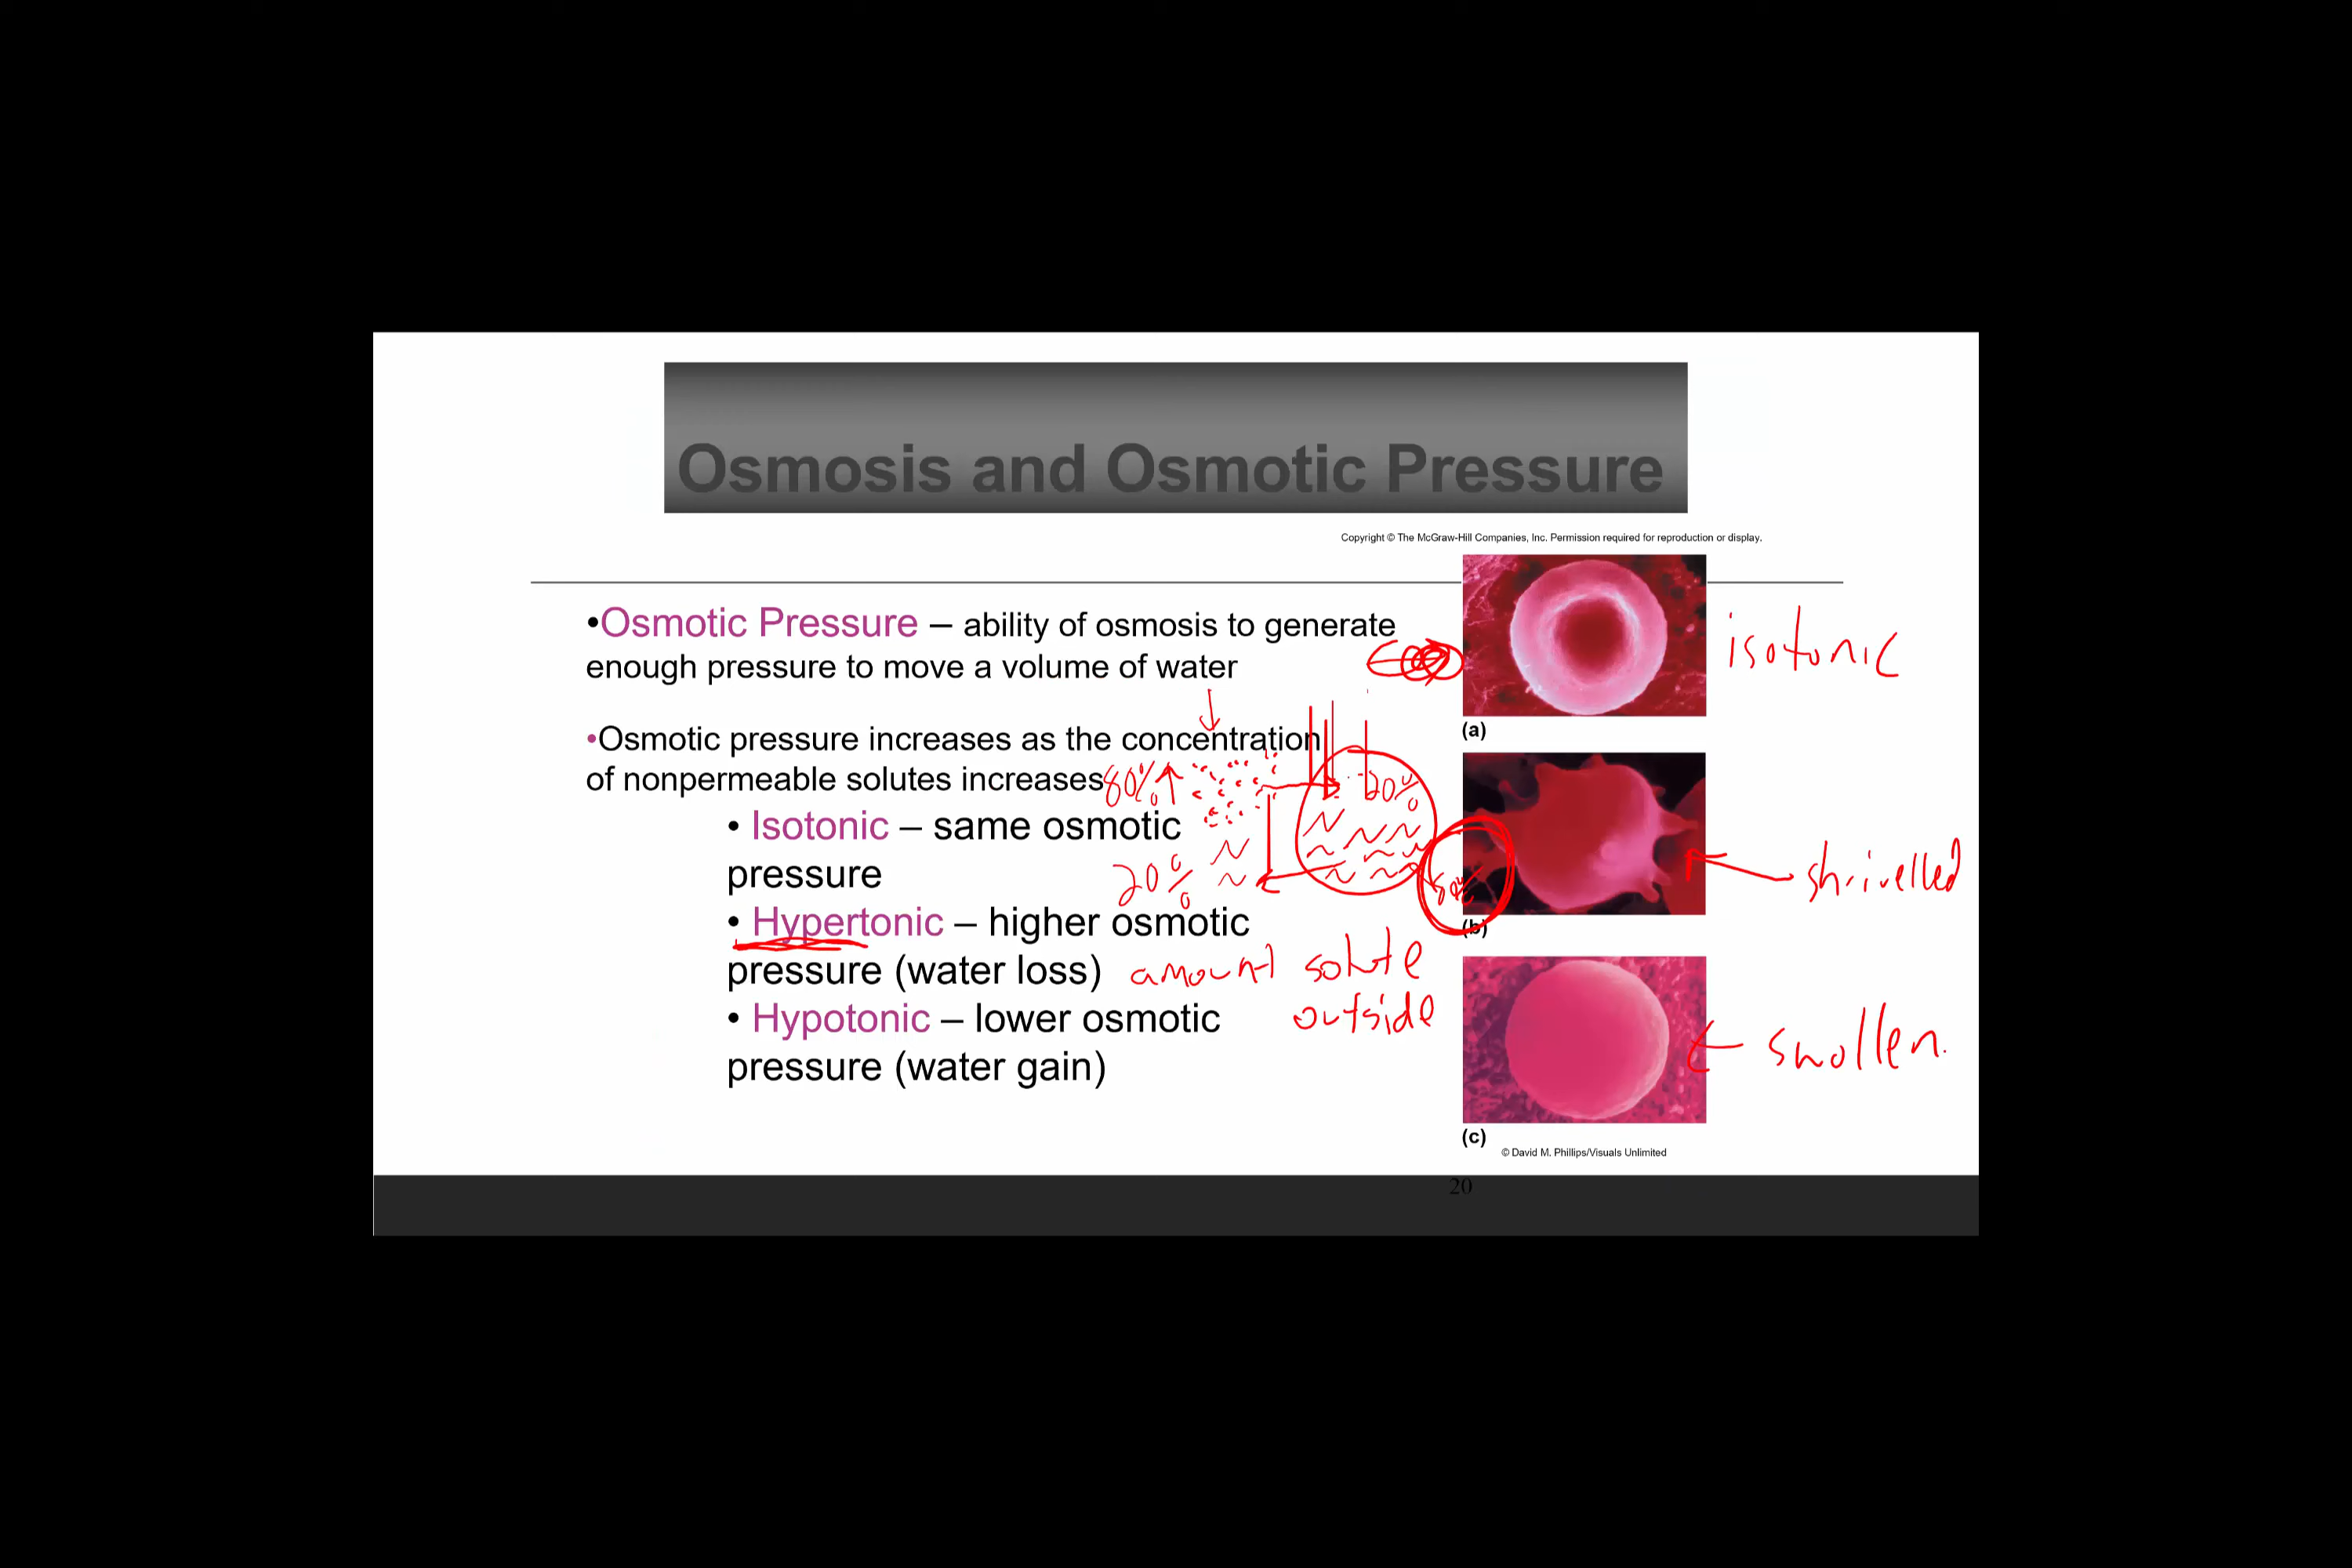 Osmosis and Osmotic Pressure
Copyright © The McGraw-Hill Companies, Inc. Permission required for reproduction or display.
•Osmotic Pressure – ability of osmosis to generate
enough pressure to move a volume of water
isotonic
(a)
•Osmotic pressure increases as the concentration
of nonpermeable solutes increases
80% 20%
• Isotonic – same osmotic
pressure
20%
shrivelled
• Hypertonic – higher osmotic
(b)
pressure (water loss) amount solute
outside
• Hypotonic – lower osmotic
pressure (water gain)
swollen.
(c)
© David M. Phillips/Visuals Unlimited
20